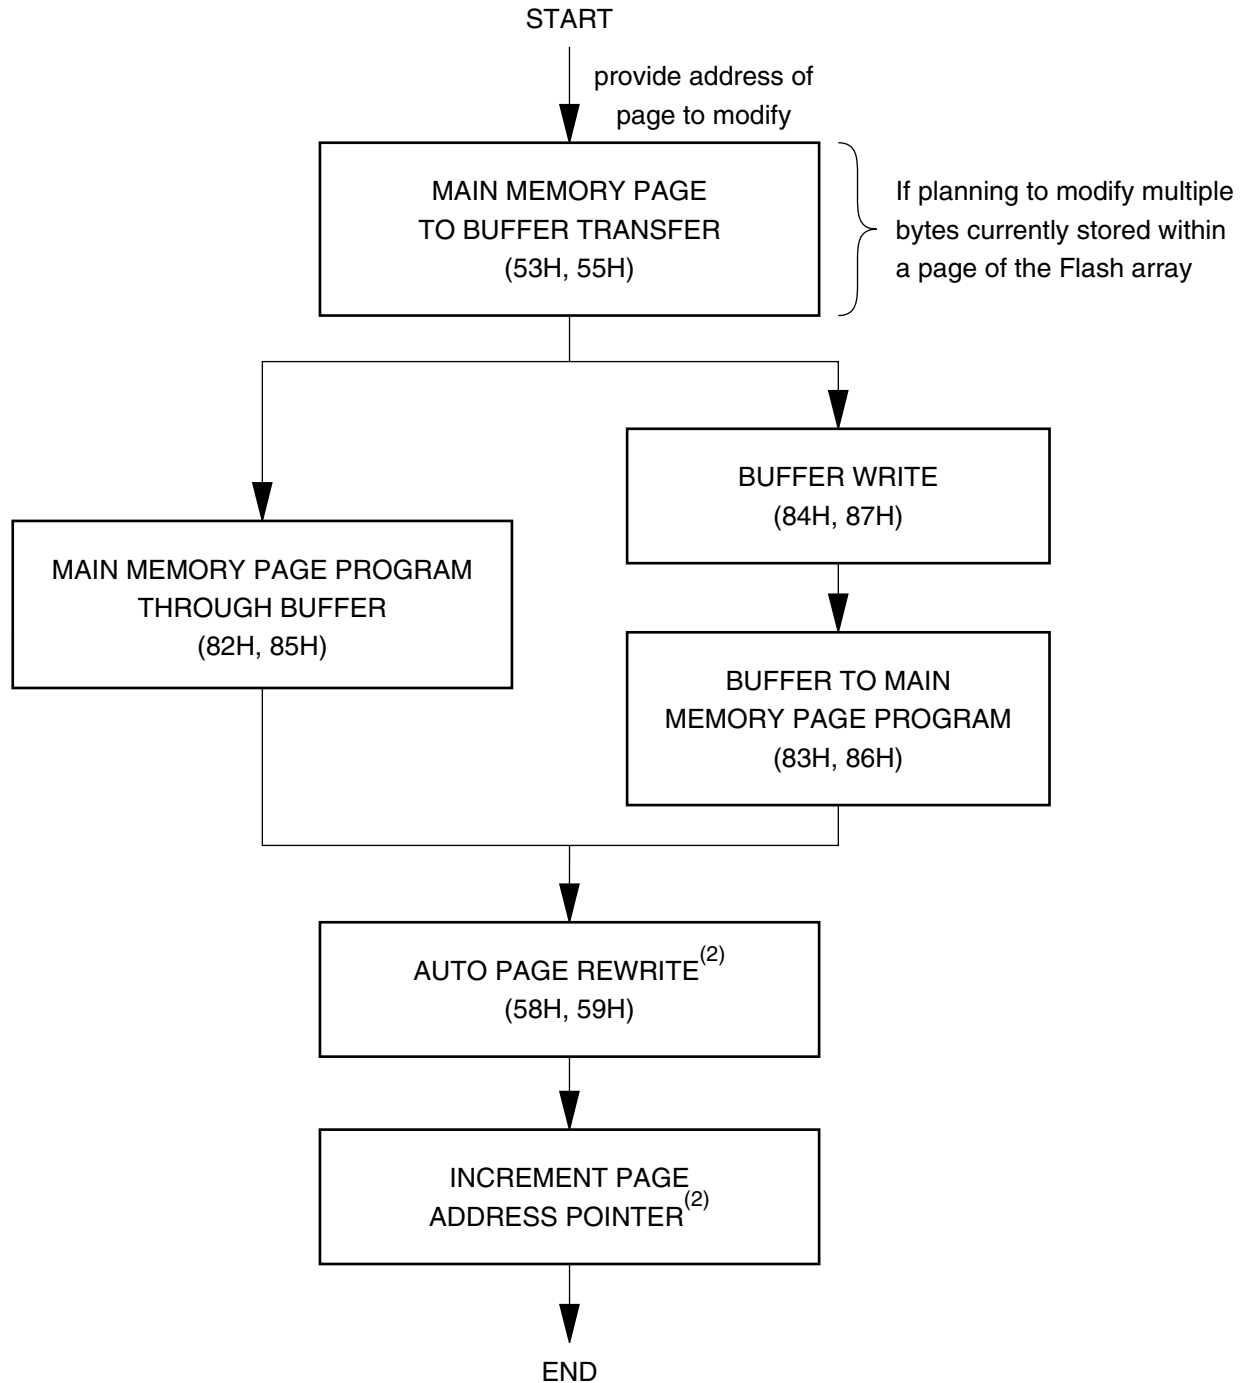 START
provide address of
page to modify
MAIN MEMORY PAGE
TO BUFFER TRANSFER
(53H, 55H)
If planning to modify multiple
bytes currently stored within
a page of the Flash array
BUFFER WRITE
(84H, 87H)
MAIN MEMORY PAGE PROGRAM
THROUGH BUFFER
(82H, 85H)
BUFFER TO MAIN
MEMORY PAGE PROGRAM
(83H, 86H)
AUTO PAGE REWRITE(2)
(58H, 59H)
INCREMENT PAGE
ADDRESS POINTER(2)
END